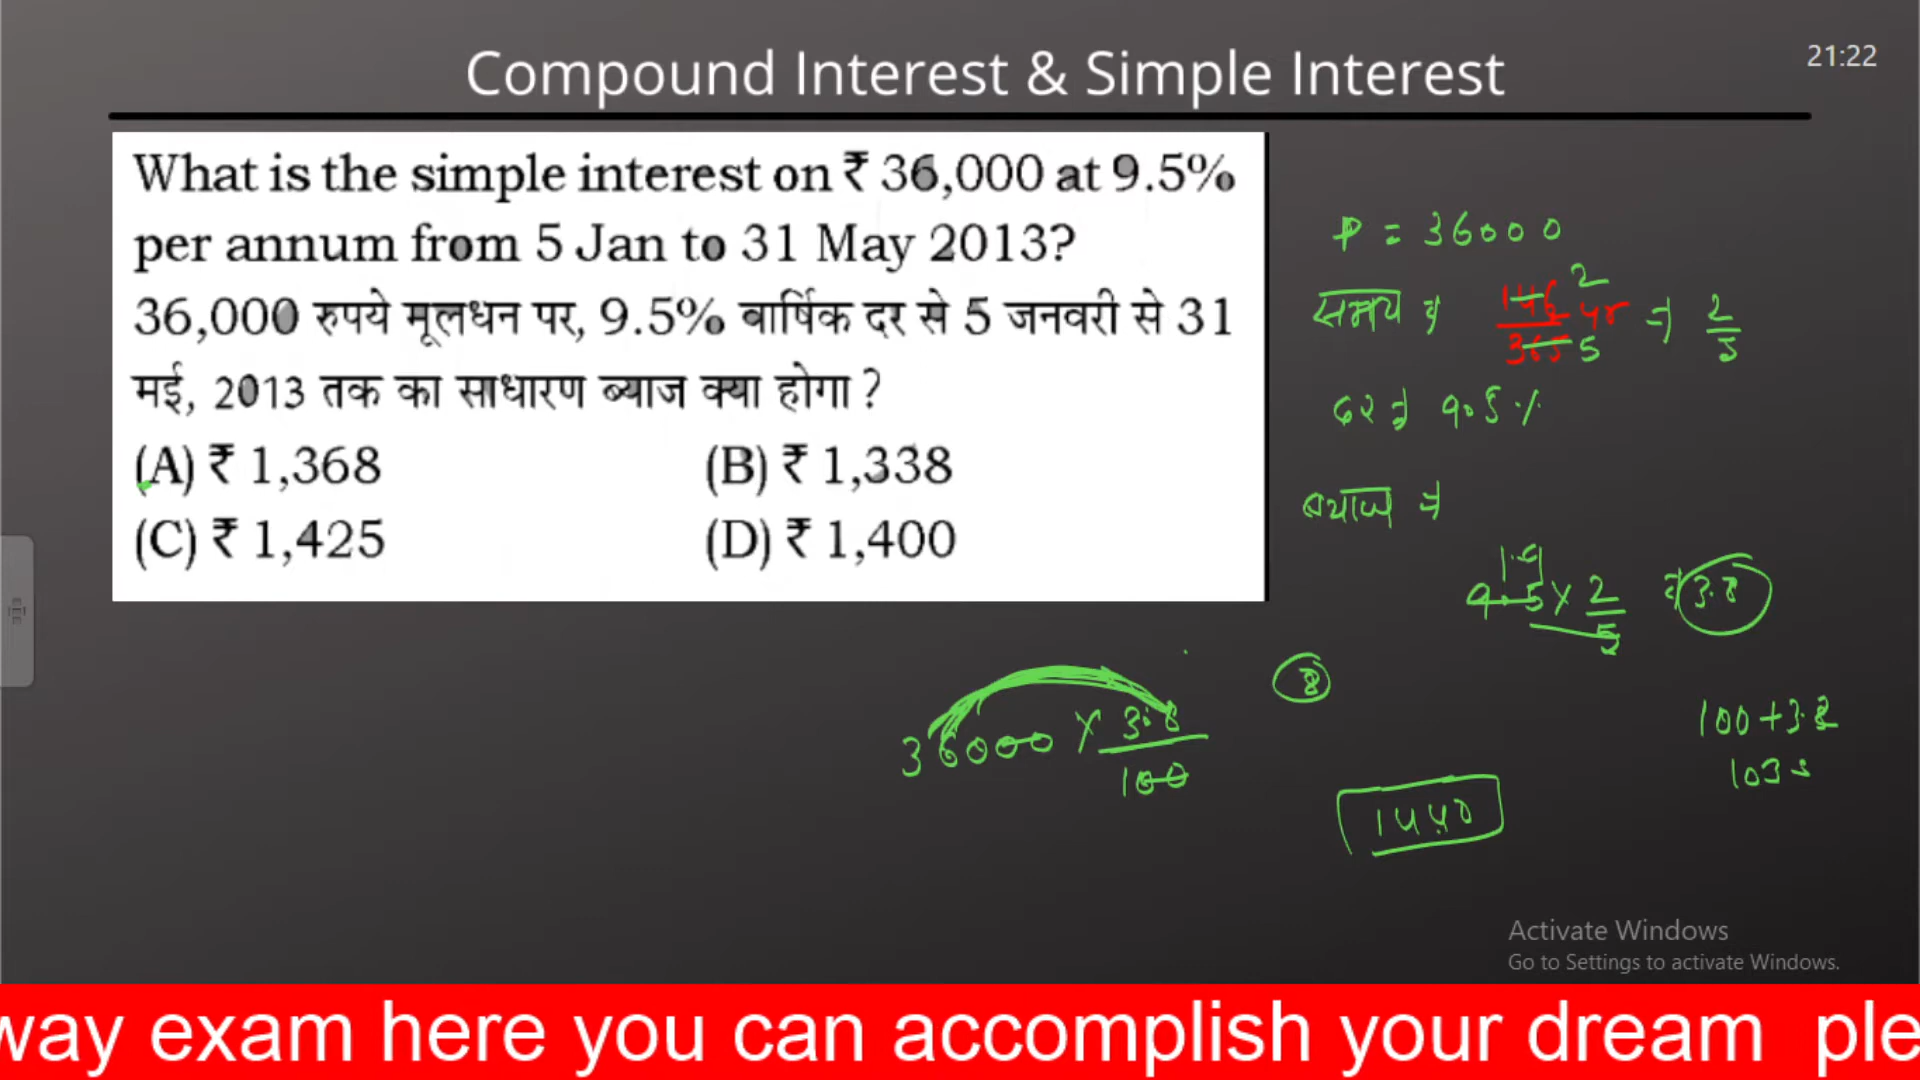 Compound Interest & Simple Interest
21:22
What is the simple interest on ₹ 36,000 at 9.5%
per annum from 5 Jan to 31 May 2013?
36,000 रुपये मूलधन पर, 9.5% वार्षिक दर से 5 जनवरी से 31
मई, 2013 तक का साधारण ब्याज क्या होगा ?
(A) ₹ 1,368 (B) ₹ 1,338
(C) ₹ 1,425 (D) ₹ 1,400
P = 36000
समय ⇒ 146/365 2/5 ⇒ 2/5
दर ⇒ 9.5%
ब्याज ⇒
1.9
9.5 x 2/5 ⇒ 3.8
8
36000 x 3.8/100
100+3.8
1440
Activate Windows
Go to Settings to activate Windows.
way exam here you can accomplish your dream ple